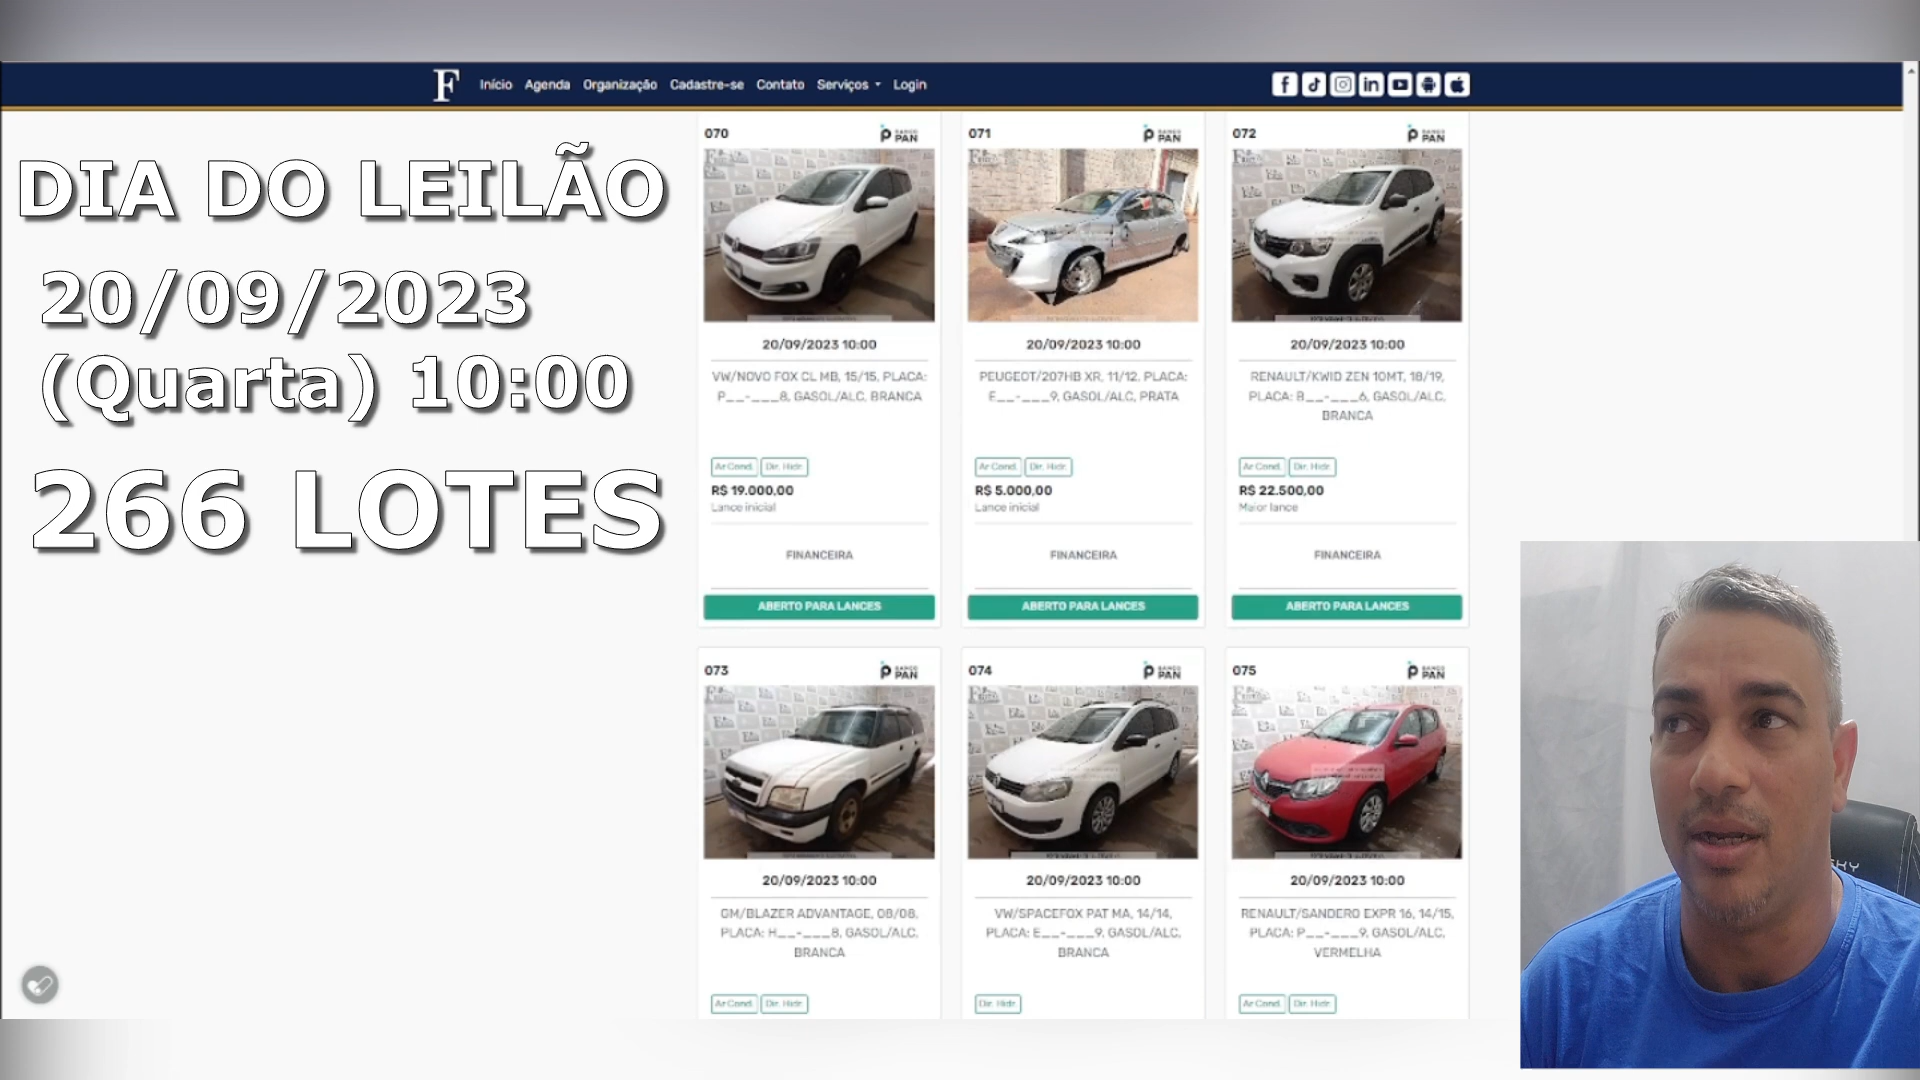 F Início Agenda Organização Cadastre-se Contato Serviços Login
DIA DO LEILÃO
20/09/2023
(Quarta) 10:00
266 LOTES
070
BANCO PAN
20/09/2023 10:00
VW/NOVO FOX CL MB, 15/15, PLACA:
P__-___8, GASOL/ALC, BRANCA
Ar Cond. Dir. Hidr.
R$ 19.000,00
Lance inicial
FINANCEIRA
ABERTO PARA LANCES
071
BANCO PAN
20/09/2023 10:00
PEUGEOT/207HB XR, 11/12, PLACA:
E__-___9, GASOL/ALC, PRATA
Ar Cond. Dir. Hidr.
R$ 5.000,00
Lance inicial
FINANCEIRA
ABERTO PARA LANCES
072
BANCO PAN
20/09/2023 10:00
RENAULT/KWID ZEN 10MT, 18/19,
PLACA: B__-___6, GASOL/ALC,
BRANCA
Ar Cond. Dir. Hidr.
R$ 22.500,00
Maior lance
FINANCEIRA
ABERTO PARA LANCES
073
BANCO PAN
20/09/2023 10:00
GM/BLAZER ADVANTAGE, 08/08,
PLACA: H__-___8, GASOL/ALC,
BRANCA
Ar Cond. Dir. Hidr.
074
BANCO PAN
20/09/2023 10:00
VW/SPACEFOX PAT MA, 14/14,
PLACA: E__-___9, GASOL/ALC,
BRANCA
Dir. Hidr.
075
BANCO PAN
20/09/2023 10:00
RENAULT/SANDERO EXPR 16, 14/15,
PLACA: P__-___9, GASOL/ALC,
VERMELHA
Ar Cond. Dir. Hidr.